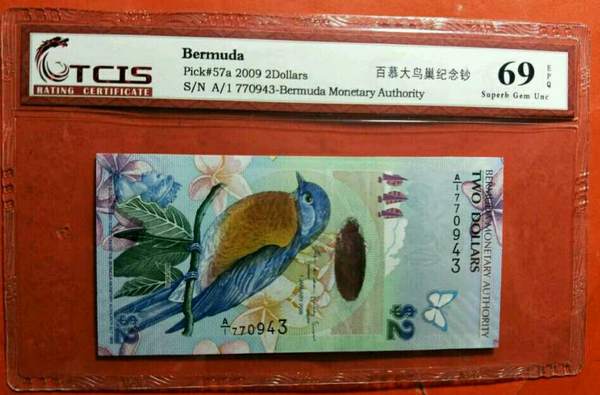 TCIS
RATING CERTIFICATE
Bermuda
Pick#57a 2009 2Dollars
S/N A/1 770943-Bermuda Monetary Authority
百慕大鸟巢纪念钞
69
EPQ
Superb Gem Unc
BERMUDA MONETARY AUTHORITY
TWO DOLLARS
A/1 770943
$2
A/1 770943
$2